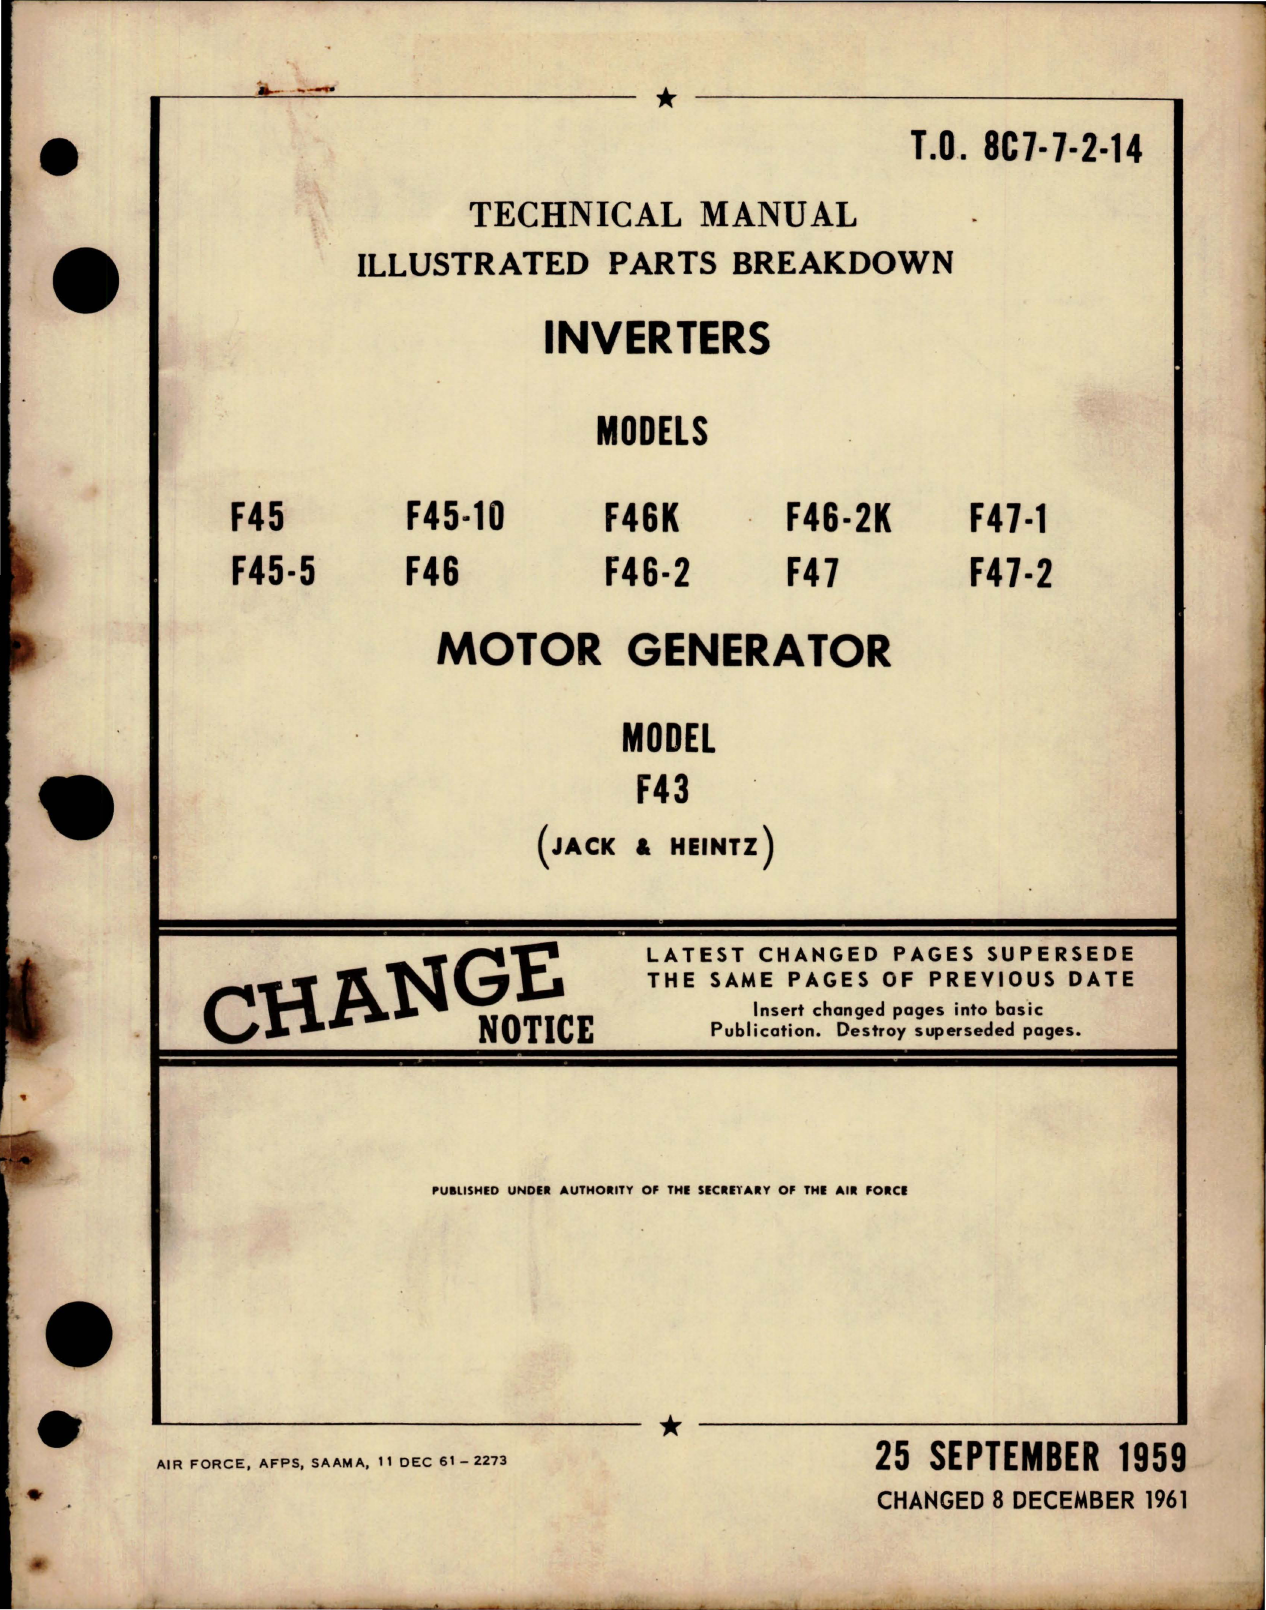 T.O. 8C7-7-2-14
TECHNICAL MANUAL
ILLUSTRATED PARTS BREAKDOWN
INVERTERS
MODELS
F45 F45-10 F46K F46-2K F47-1
F45-5 F46 F46-2 F47 F47-2
MOTOR GENERATOR
MODEL
F43
(JACK & HEINTZ)
CHANGE
NOTICE
LATEST CHANGED PAGES SUPERSEDE
THE SAME PAGES OF PREVIOUS DATE
Insert changed pages into basic
Publication. Destroy superseded pages.
PUBLISHED UNDER AUTHORITY OF THE SECRETARY OF THE AIR FORCE
AIR FORCE, AFPS, SAAMA, 11 DEC 61 – 2273
25 SEPTEMBER 1959
CHANGED 8 DECEMBER 1961